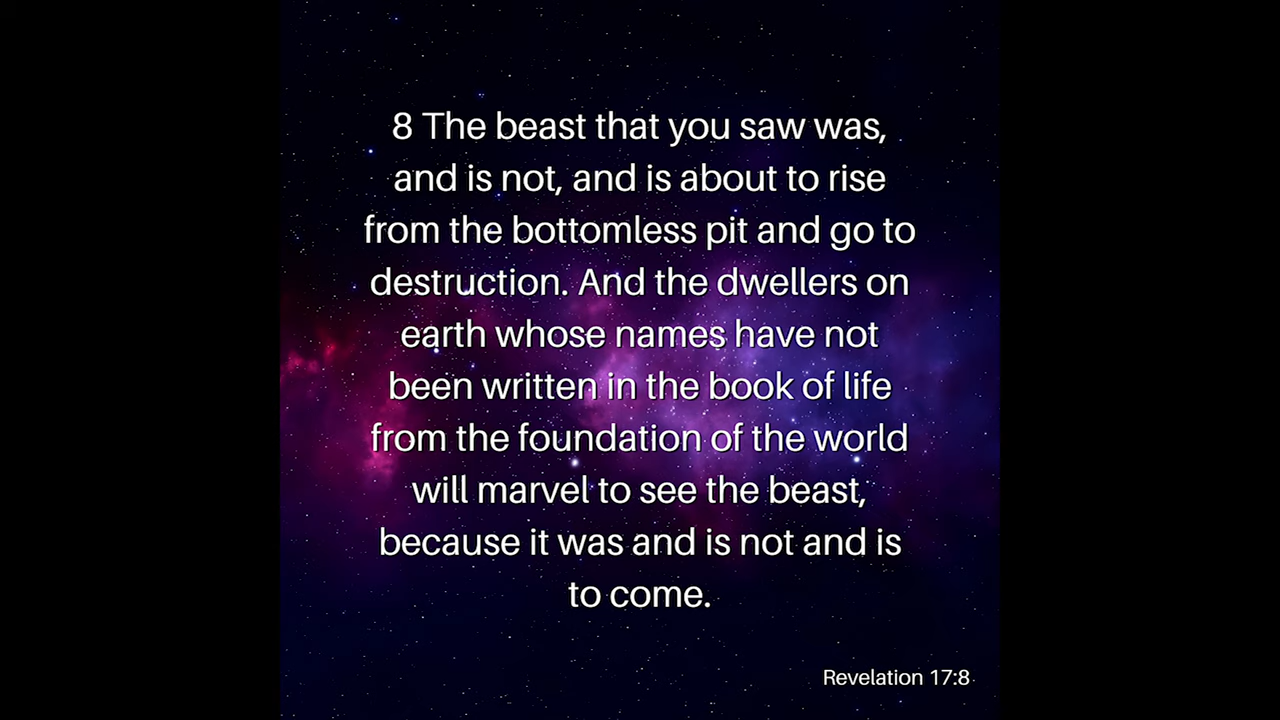 8 The beast that you saw was,
and is not, and is about to rise
from the bottomless pit and go to
destruction. And the dwellers on
earth whose names have not
been written in the book of life
from the foundation of the world
will marvel to see the beast,
because it was and is not and is
to come.
Revelation 17:8